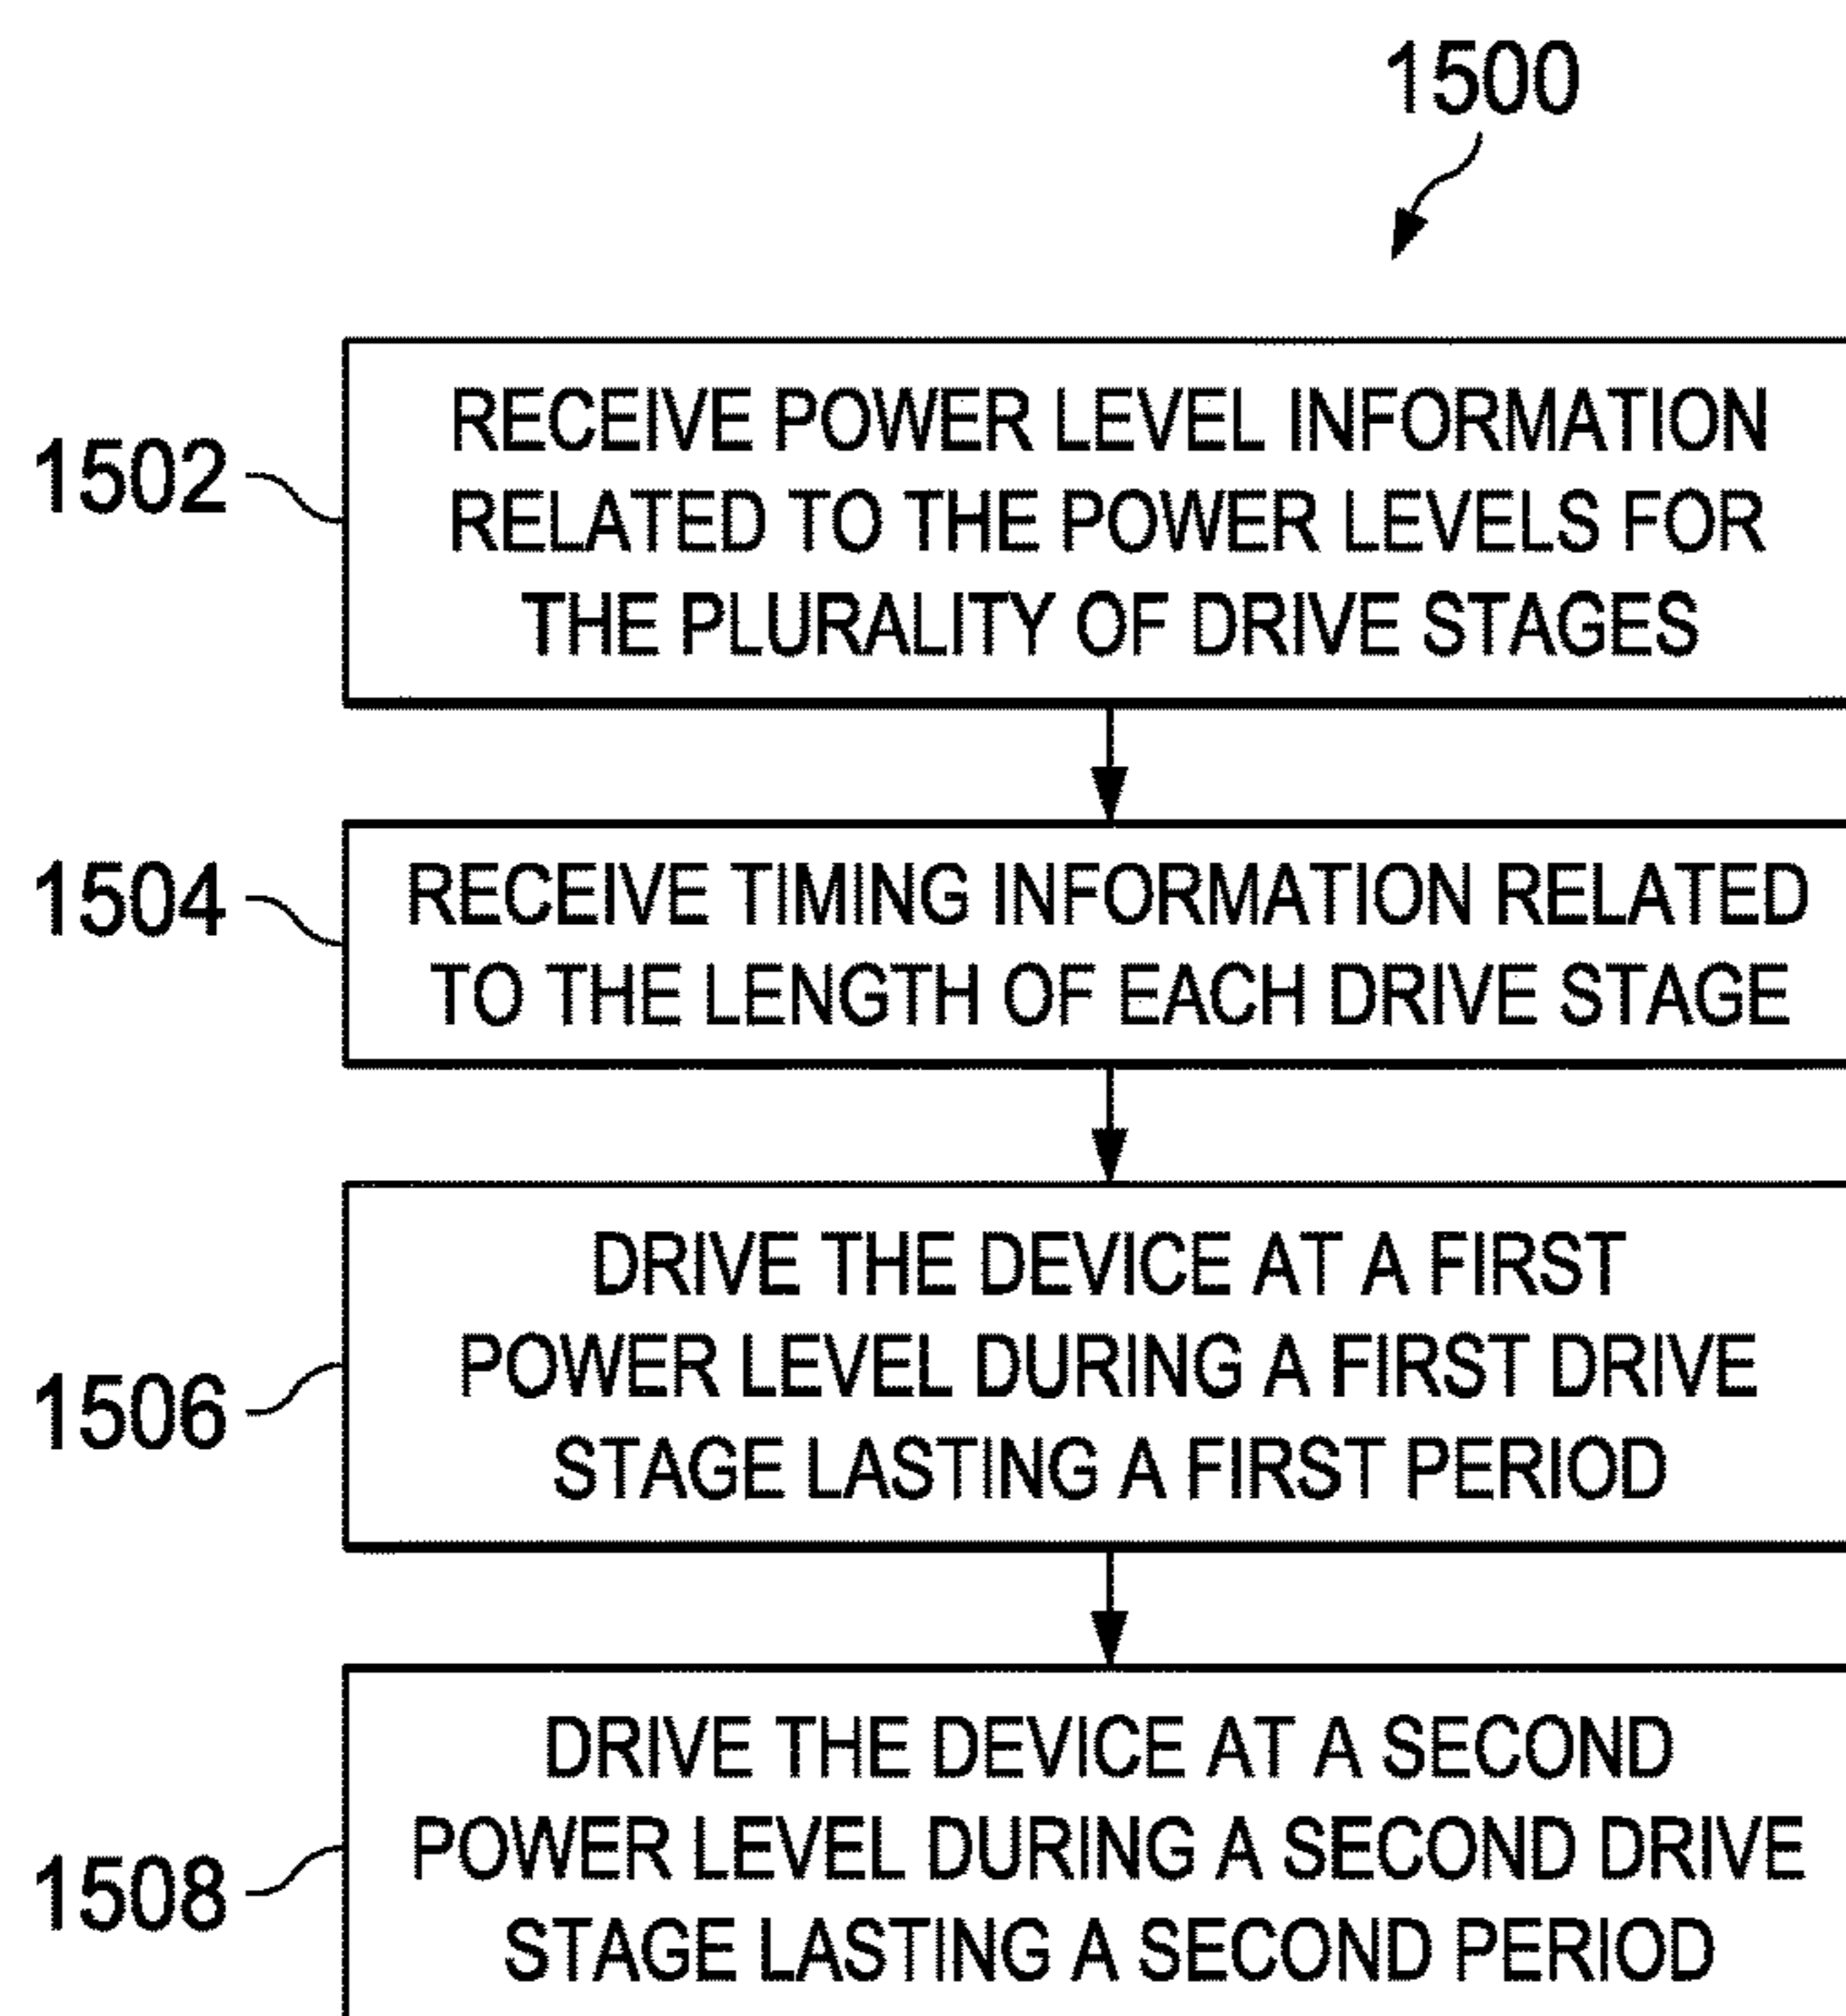 1500
1502
RECEIVE POWER LEVEL INFORMATION
RELATED TO THE POWER LEVELS FOR
THE PLURALITY OF DRIVE STAGES
1504
RECEIVE TIMING INFORMATION RELATED
TO THE LENGTH OF EACH DRIVE STAGE
1506
DRIVE THE DEVICE AT A FIRST
POWER LEVEL DURING A FIRST DRIVE
STAGE LASTING A FIRST PERIOD
1508
DRIVE THE DEVICE AT A SECOND
POWER LEVEL DURING A SECOND DRIVE
STAGE LASTING A SECOND PERIOD